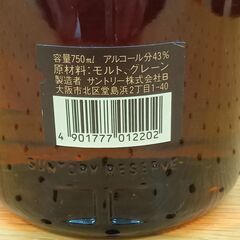 容量750ml アルコール分43%
原材料:モルト、グレーン
製造者 サントリー株式会社B
大阪市北区堂島浜2丁目1-40
4 901777 012202